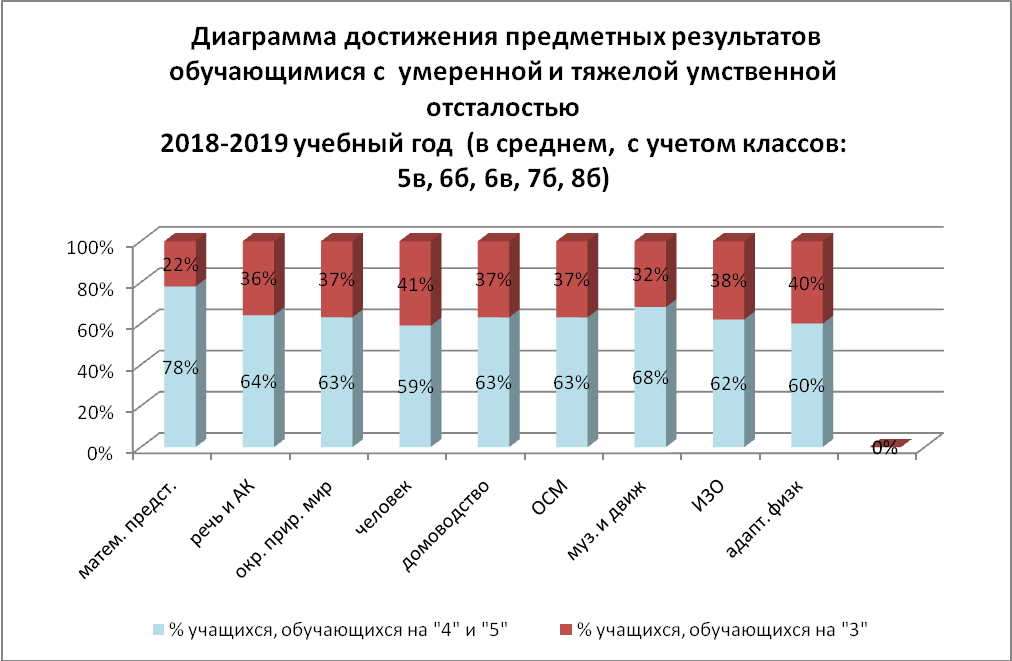 Диаграмма достижения предметных результатов
обучающимися с умеренной и тяжелой умственной
отсталостью
2018-2019 учебный год (в среднем, с учетом классов:
5в, 6б, 6в, 7б, 8б)
100%
80%
60%
40%
20%
0%
22%
36%
37%
41%
37%
37%
32%
38%
40%
78%
64%
63%
59%
63%
63%
68%
62%
60%
0%
матем. предст.
речь и АК
окр. прир. мир
человек
домоводство
ОСМ
муз. и движ
ИЗО
адапт. физк
% учащихся, обучающихся на "4" и "5"
% учащихся, обучающихся на "3"